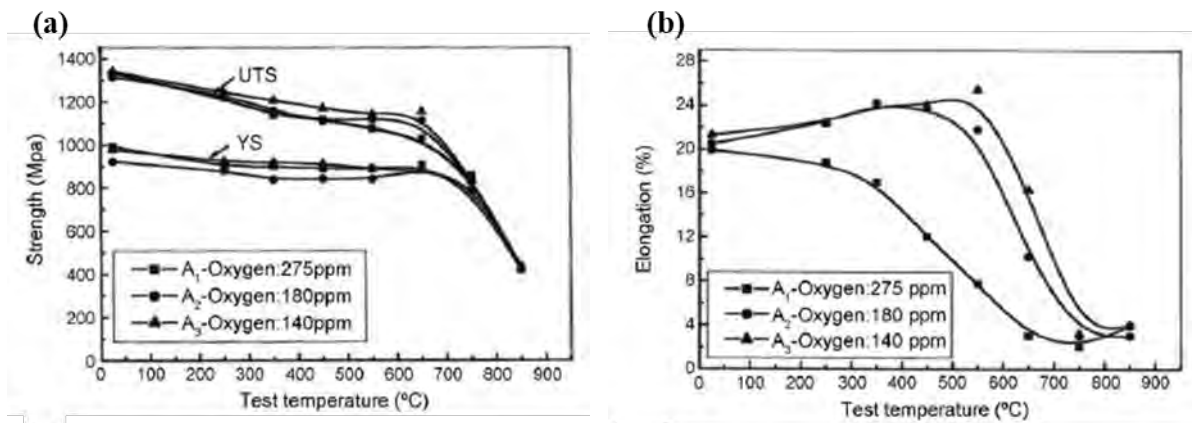 (a)
1400
1200
1000
800
600
400
200
0
Strength (Mpa)
UTS
YS
A1-Oxygen:275ppm
A2-Oxygen:180ppm
A3-Oxygen:140ppm
0 100 200 300 400 500 600 700 800 900
Test temperature (ºC)
(b)
28
24
20
16
12
8
4
0
Elongation (%)
A1-Oxygen:275 ppm
A2-Oxygen:180 ppm
A3-Oxygen:140 ppm
0 100 200 300 400 500 600 700 800 900
Test temperature (ºC)